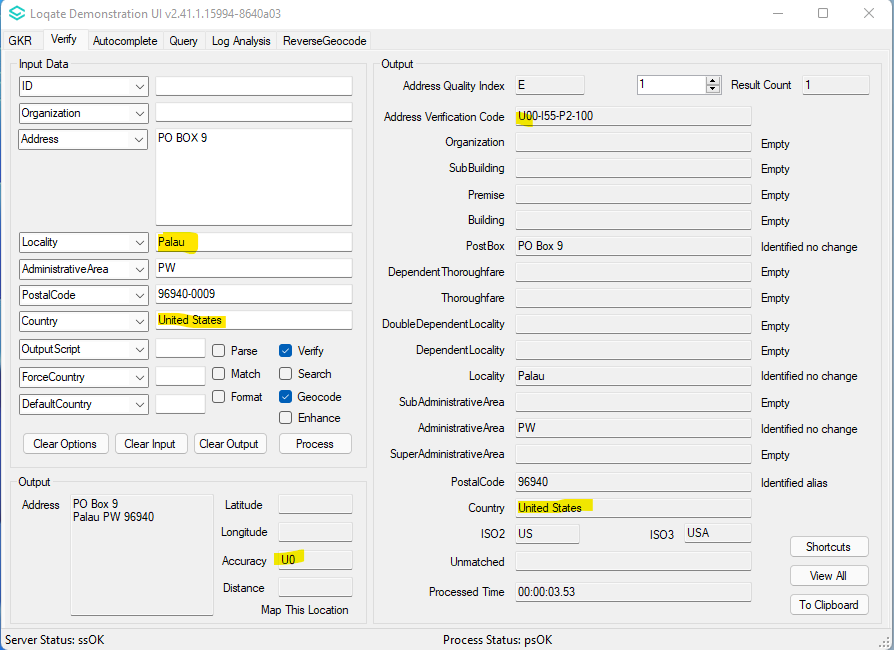 Loqate Demonstration UI v2.41.1.15994-8640a03
GKR Verify Autocomplete Query Log Analysis ReverseGeocode
Input Data
ID
Organization
Address PO BOX 9
Locality Palau
AdministrativeArea PW
PostalCode 96940-0009
Country United States
OutputScript Parse Verify
ForceCountry Match Search
DefaultCountry Format Geocode
Enhance
Clear Options Clear Input Clear Output Process
Output
Address PO Box 9
Palau PW 96940
Latitude
Longitude
Accuracy U0
Distance
Map This Location
Output
Address Quality Index E 1 Result Count 1
Address Verification Code U00-I55-P2-100
Organization Empty
SubBuilding Empty
Premise Empty
Building Empty
PostBox PO Box 9 Identified no change
DependentThoroughfare Empty
Thoroughfare Empty
DoubleDependentLocality Empty
DependentLocality Empty
Locality Palau Identified no change
SubAdministrativeArea Empty
AdministrativeArea PW Identified no change
SuperAdministrativeArea Empty
PostalCode 96940 Identified alias
Country United States
ISO2 US ISO3 USA
Unmatched
Processed Time 00:00:03.53
Shortcuts
View All
To Clipboard
Server Status: ssOK Process Status: psOK